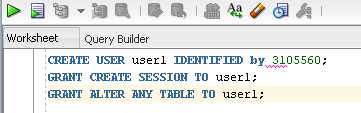 Worksheet Query Builder
CREATE USER user1 IDENTIFIED by 3105560;
GRANT CREATE SESSION TO user1;
GRANT ALTER ANY TABLE TO user1;